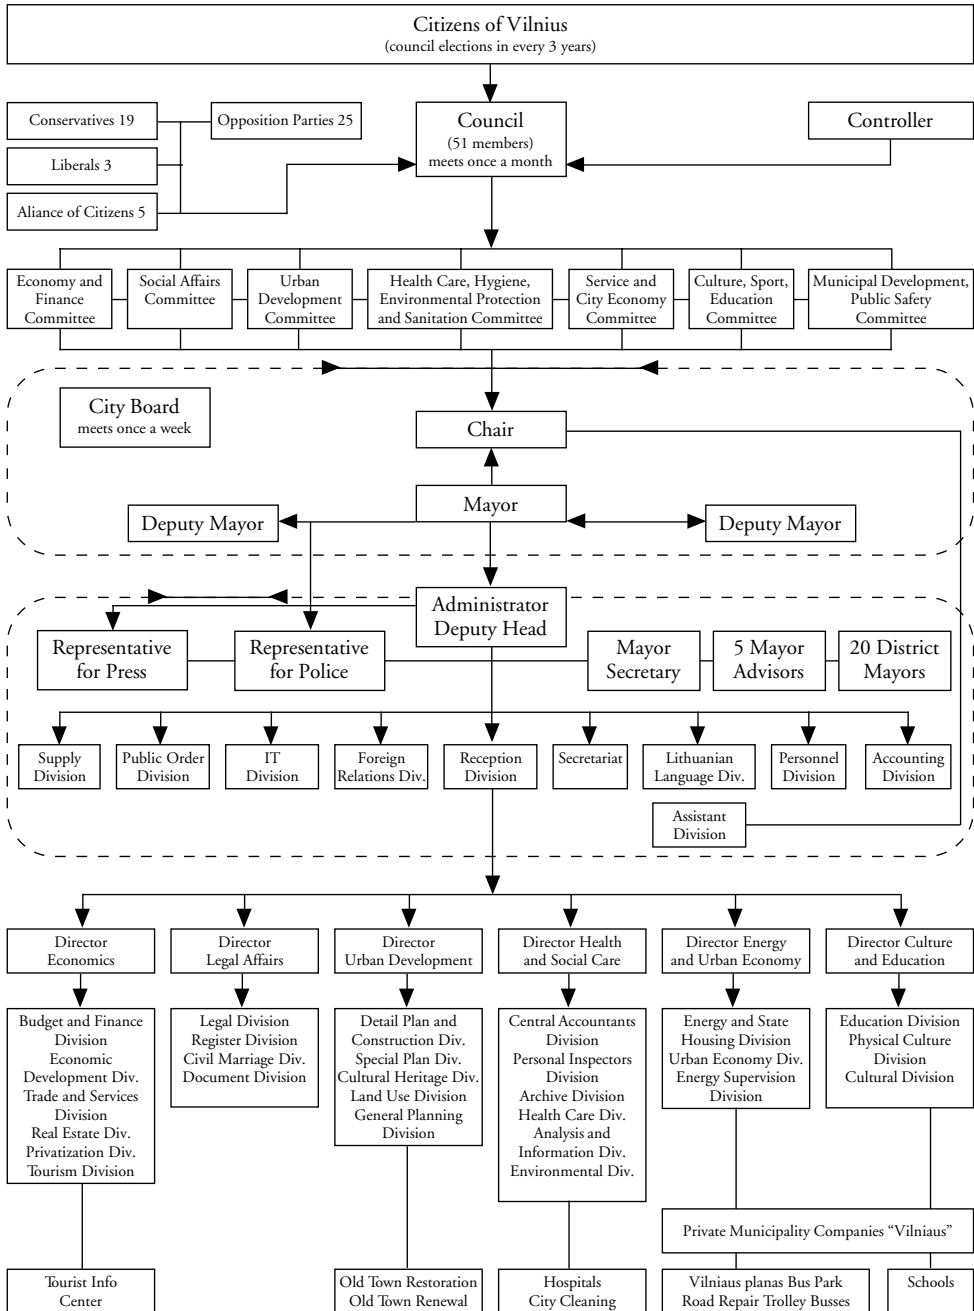 Citizens of Vilnius
(council elections in every 3 years)
Conservatives 19
Opposition Parties 25
Liberals 3
Aliance of Citizens 5
Council
(51 members)
meets once a month
Controller
Economy and
Finance
Committee
Social Affairs
Committee
Urban
Development
Committee
Health Care, Hygiene,
Environmental Protection
and Sanitation Committee
Service and
City Economy
Committee
Culture, Sport,
Education
Committee
Municipal Development,
Public Safety
Committee
City Board
meets once a week
Chair
Mayor
Deputy Mayor
Deputy Mayor
Administrator
Deputy Head
Representative
for Press
Representative
for Police
Mayor
Secretary
5 Mayor
Advisors
20 District
Mayors
Supply
Division
Public Order
Division
IT
Division
Foreign
Relations Div.
Reception
Division
Secretariat
Lithuanian
Language Div.
Personnel
Division
Accounting
Division
Assistant
Division
Director
Economics
Director
Legal Affairs
Director
Urban Development
Director Health
and Social Care
Director Energy
and Urban Economy
Director Culture
and Education
Budget and Finance
Division
Economic
Development Div.
Trade and Services
Division
Real Estate Div.
Privatization Div.
Tourism Division
Legal Division
Register Division
Civil Marriage Div.
Document Division
Detail Plan and
Construction Div.
Special Plan Div.
Cultural Heritage Div.
Land Use Division
General Planning
Division
Central Accountants
Division
Personal Inspectors
Division
Archive Division
Health Care Div.
Analysis and
Information Div.
Environmental Div.
Energy and State
Housing Division
Urban Economy Div.
Energy Supervision
Division
Education Division
Physical Culture
Division
Cultural Division
Private Municipality Companies “Vilniaus”
Tourist Info
Center
Old Town Restoration
Old Town Renewal
Hospitals
City Cleaning
Vilniaus planas Bus Park
Road Repair Trolley Busses
Schools